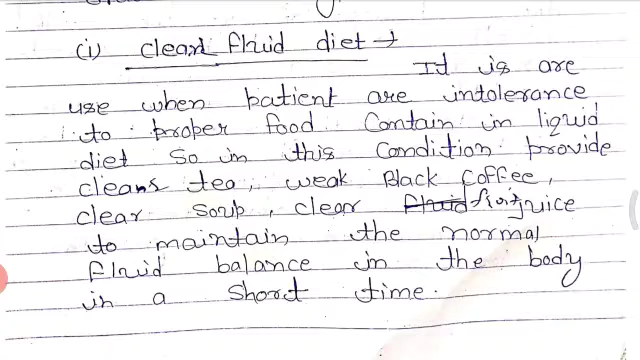 (i) clean fluid diet →
It is are
use when patient are intolerance
to proper food. Contain in liquid
diet so in this condition provide
cleans tea, weak Black coffee,
clear soup, clear fluid fruit juice
to maintain the normal
fluid balance in the body
in a short time.